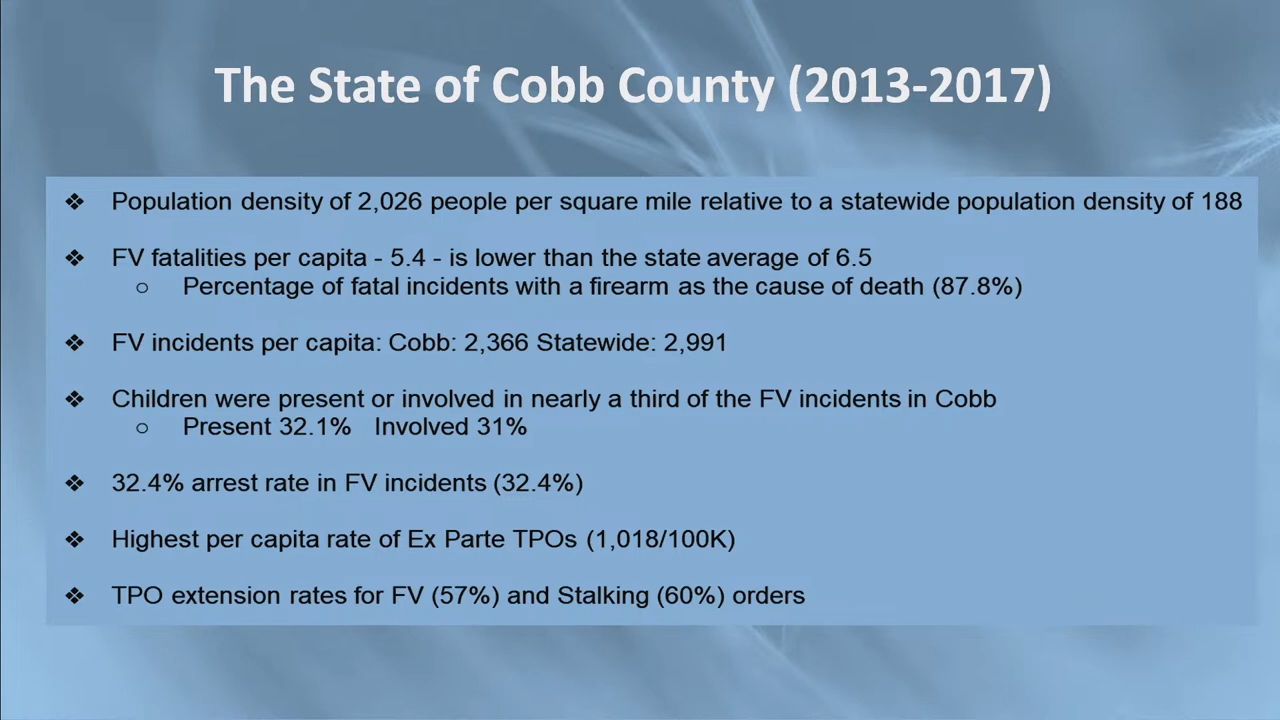 The State of Cobb County (2013-2017)
❖ Population density of 2,026 people per square mile relative to a statewide population density of 188
❖ FV fatalities per capita - 5.4 - is lower than the state average of 6.5
○ Percentage of fatal incidents with a firearm as the cause of death (87.8%)
❖ FV incidents per capita: Cobb: 2,366 Statewide: 2,991
❖ Children were present or involved in nearly a third of the FV incidents in Cobb
○ Present 32.1% Involved 31%
❖ 32.4% arrest rate in FV incidents (32.4%)
❖ Highest per capita rate of Ex Parte TPOs (1,018/100K)
❖ TPO extension rates for FV (57%) and Stalking (60%) orders